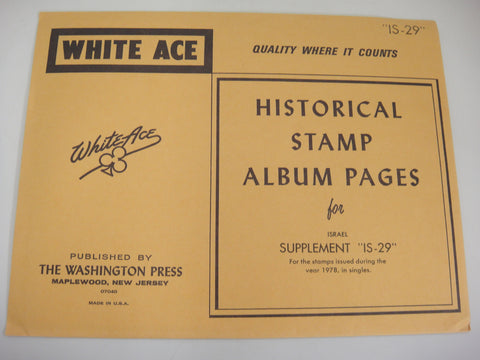 WHITE ACE
"IS-29"
QUALITY WHERE IT COUNTS
White Ace
HISTORICAL
STAMP
ALBUM PAGES
for
ISRAEL
SUPPLEMENT "IS-29"
For the stamps issued during the
year 1978, in singles.
PUBLISHED BY
THE WASHINGTON PRESS
MAPLEWOOD, NEW JERSEY
07040
MADE IN U.S.A.